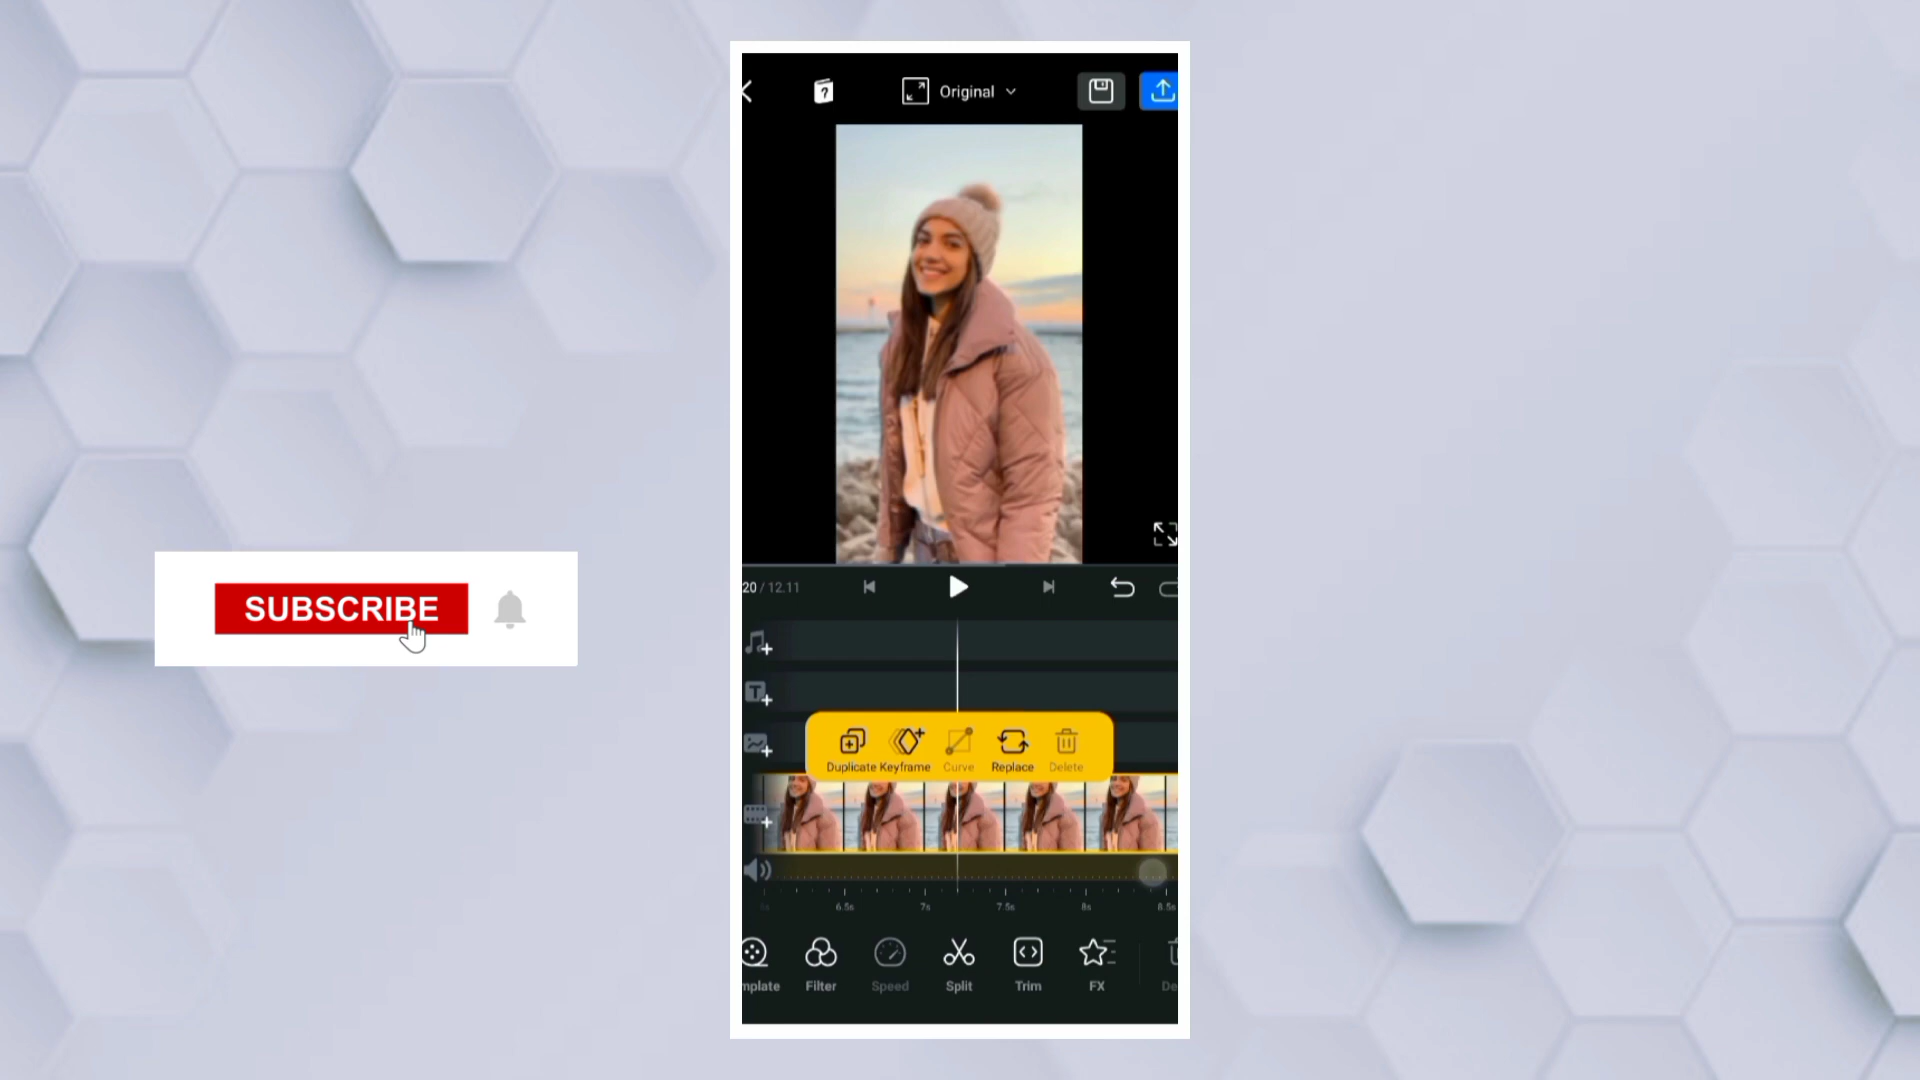 Original
SUBSCRIBE
20 / 12.11
Duplicate Keyframe Curve Replace Delete
6.5s 7s 7.5s 8s 8.5s
mplate Filter Speed Split Trim FX De